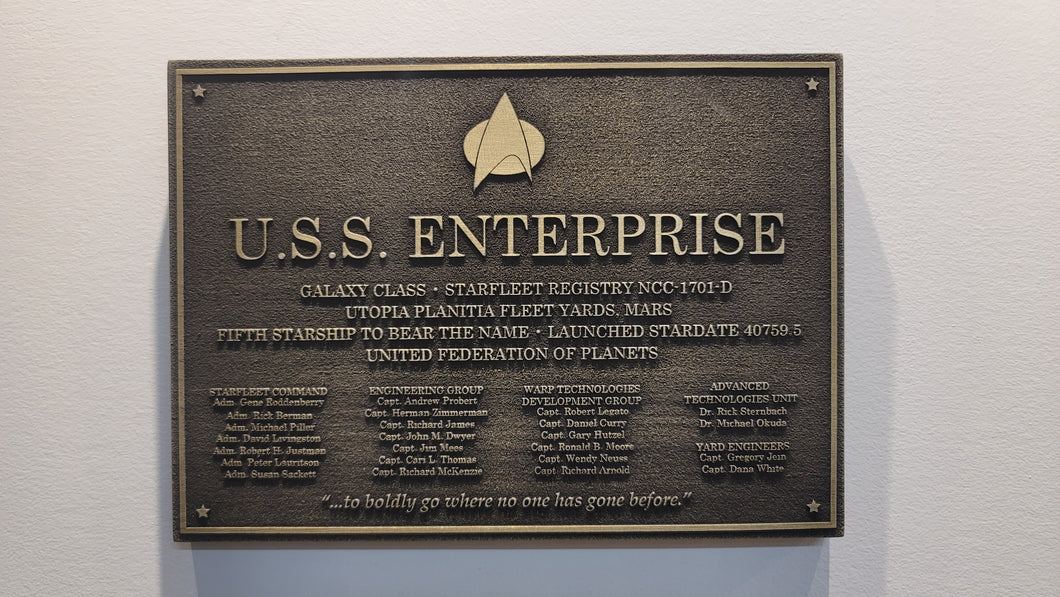 U.S.S. ENTERPRISE
GALAXY CLASS • STARFLEET REGISTRY NCC-1701-D
UTOPIA PLANITIA FLEET YARDS, MARS
FIFTH STARSHIP TO BEAR THE NAME • LAUNCHED STARDATE 40759.5
UNITED FEDERATION OF PLANETS
STARFLEET COMMAND
Adm. Gene Roddenberry
Adm. Rick Berman
Adm. Michael Piller
Adm. David Livingston
Adm. Robert H. Justman
Adm. Peter Lauritson
Adm. Susan Sackett
ENGINEERING GROUP
Capt. Andrew Probert
Capt. Herman Zimmerman
Capt. Richard James
Capt. John M. Dwyer
Capt. Jim Mees
Capt. Cari L. Thomas
Capt. Richard McKenzie
WARP TECHNOLOGIES
DEVELOPMENT GROUP
Capt. Robert Legato
Capt. Daniel Curry
Capt. Gary Hutzel
Capt. Ronald B. Moore
Capt. Wendy Neuss
Capt. Richard Arnold
ADVANCED
TECHNOLOGIES UNIT
Dr. Rick Sternbach
Dr. Michael Okuda
YARD ENGINEERS
Capt. Gregory Jein
Capt. Dana White
“...to boldly go where no one has gone before.”